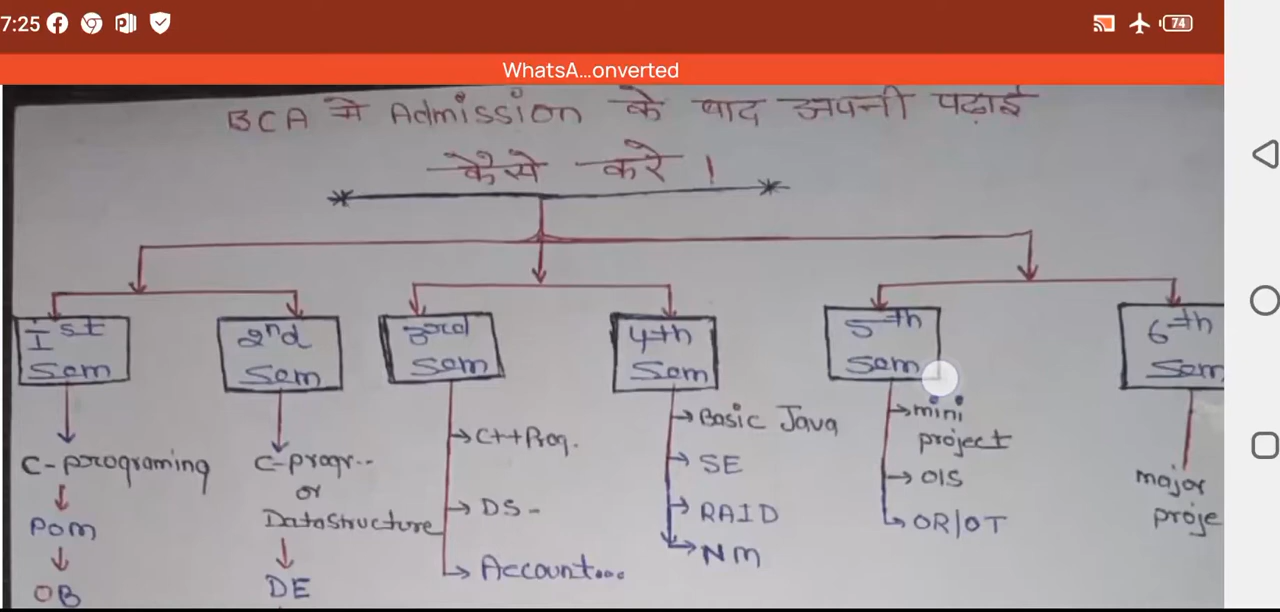 7:25
74
WhatsA...onverted
BCA मे Admission के बाद अपनी पढ़ाई
कैसे करे !
Ist
Sem
2nd
Sem
3rd
Sem
4th
Sem
5th
Sem
6th
Sem
C-programing
POM
OB
C-progr--
or
DataStructure
DE
C++Prog.
DS-
Account...
Basic Java
SE
RAID
NM
mini
project
OIS
OR/OT
major
proje